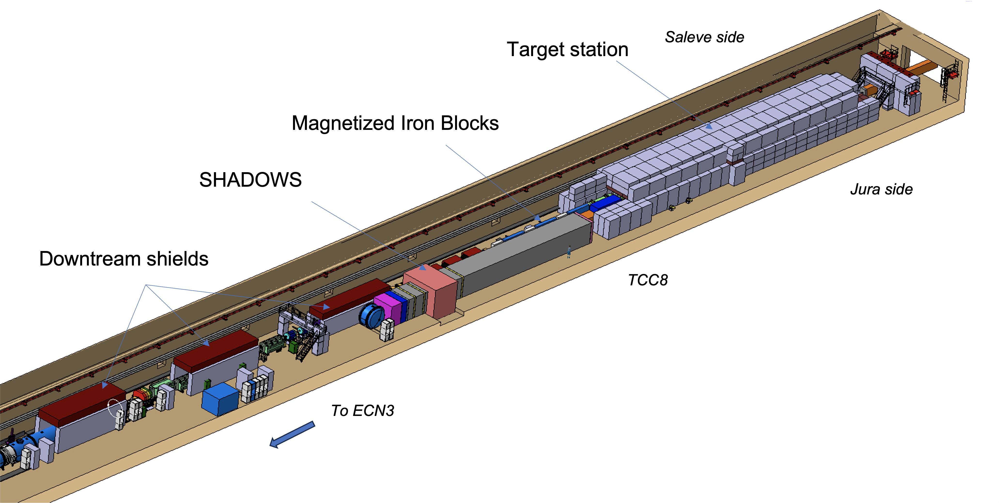 Saleve side
Target station
Magnetized Iron Blocks
SHADOWS
Jura side
Downtream shields
TCC8
To ECN3